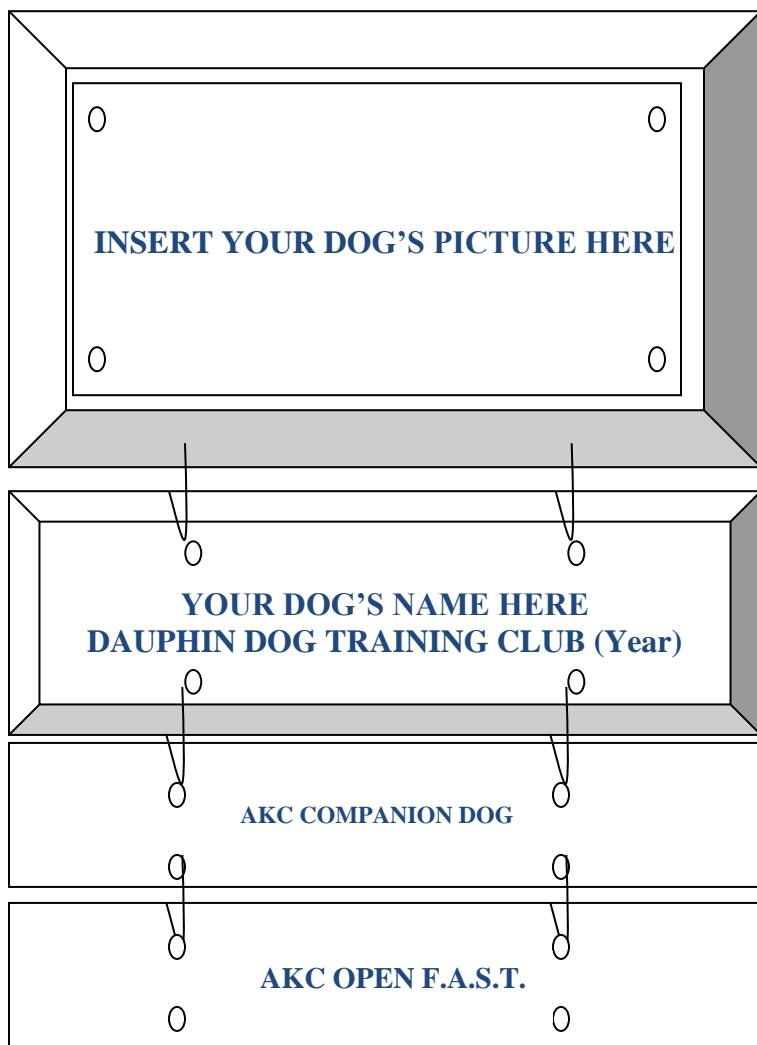 INSERT YOUR DOG’S PICTURE HERE
YOUR DOG’S NAME HERE
DAUPHIN DOG TRAINING CLUB (Year)
AKC COMPANION DOG
AKC OPEN F.A.S.T.